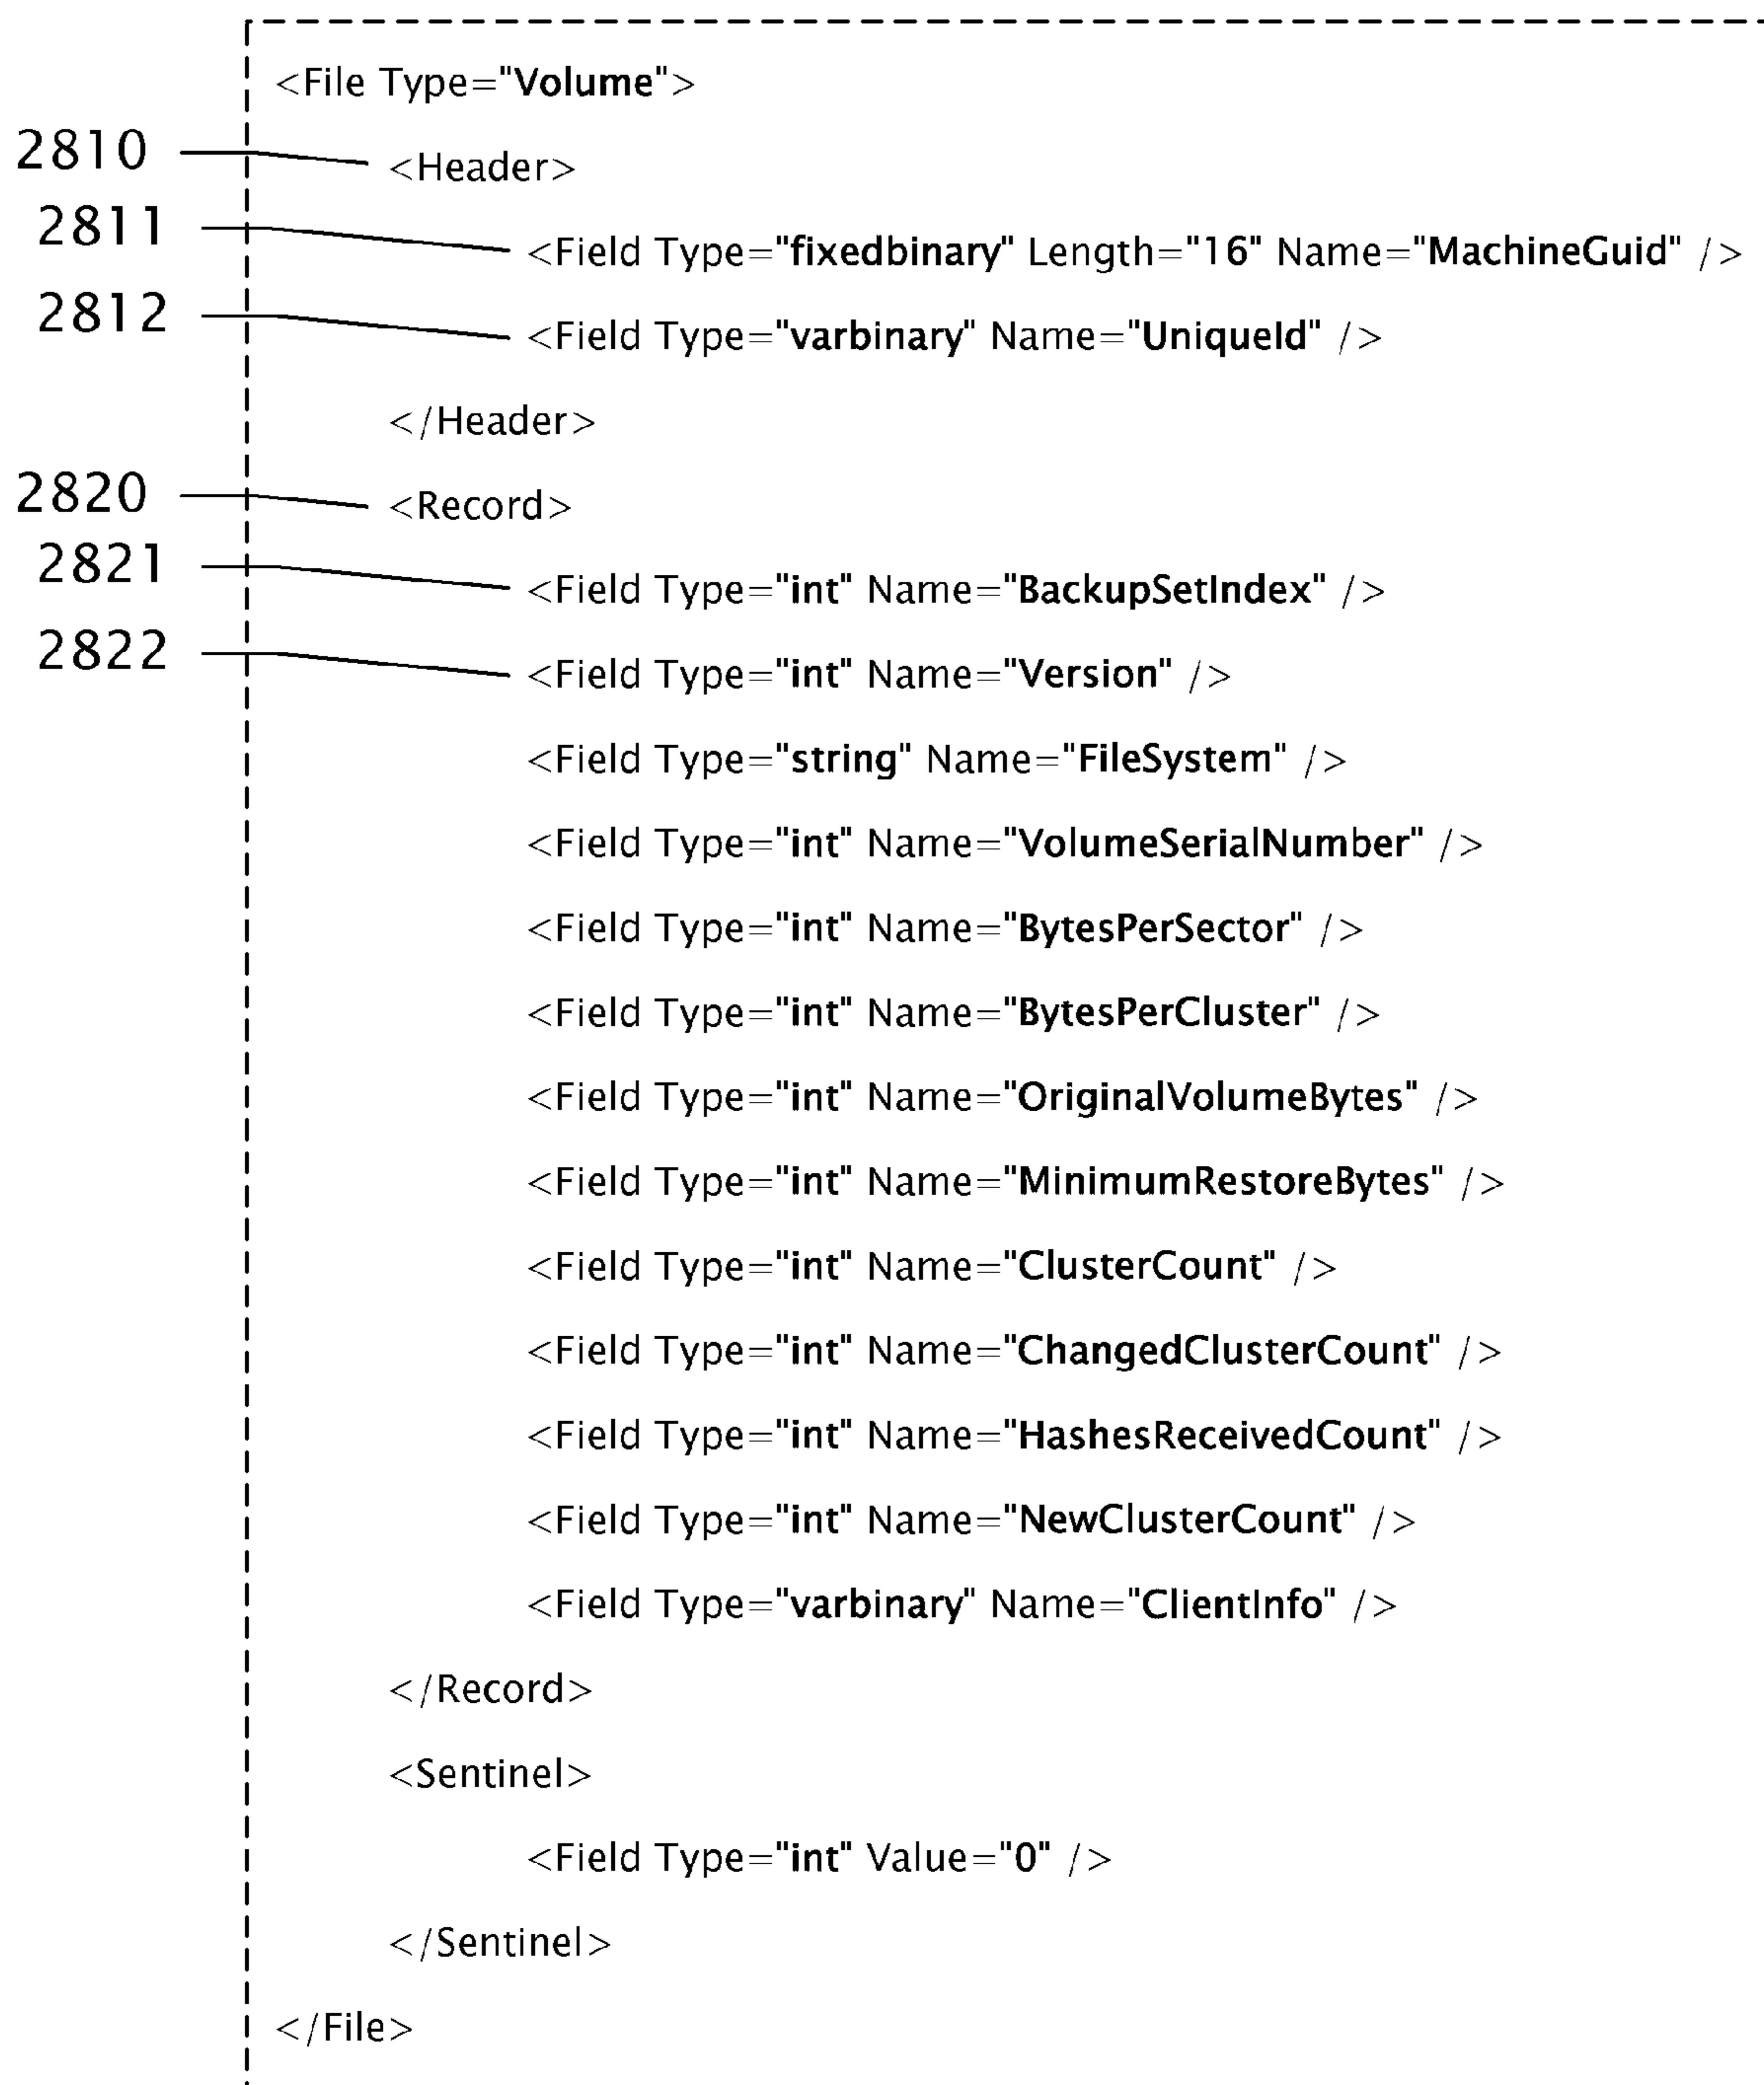 <File Type="Volume">
2810 <Header>
2811 <Field Type="fixedbinary" Length="16" Name="MachineGuid" />
2812 <Field Type="varbinary" Name="UniqueId" />
</Header>
2820 <Record>
2821 <Field Type="int" Name="BackupSetIndex" />
2822 <Field Type="int" Name="Version" />
<Field Type="string" Name="FileSystem" />
<Field Type="int" Name="VolumeSerialNumber" />
<Field Type="int" Name="BytesPerSector" />
<Field Type="int" Name="BytesPerCluster" />
<Field Type="int" Name="OriginalVolumeBytes" />
<Field Type="int" Name="MinimumRestoreBytes" />
<Field Type="int" Name="ClusterCount" />
<Field Type="int" Name="ChangedClusterCount" />
<Field Type="int" Name="HashesReceivedCount" />
<Field Type="int" Name="NewClusterCount" />
<Field Type="varbinary" Name="ClientInfo" />
</Record>
<Sentinel>
<Field Type="int" Value="0" />
</Sentinel>
</File>